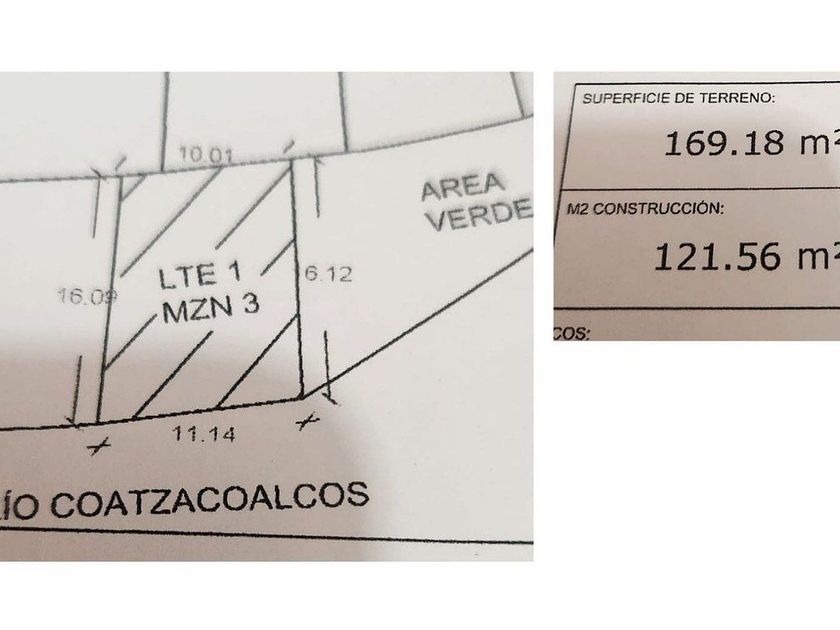 10.01
AREA
VERDE
LTE 1
MZN 3
16.09
6.12
11.14
ÍO COATZACOALCOS
SUPERFICIE DE TERRENO:
169.18 m²
M2 CONSTRUCCIÓN:
121.56 m²
COS: